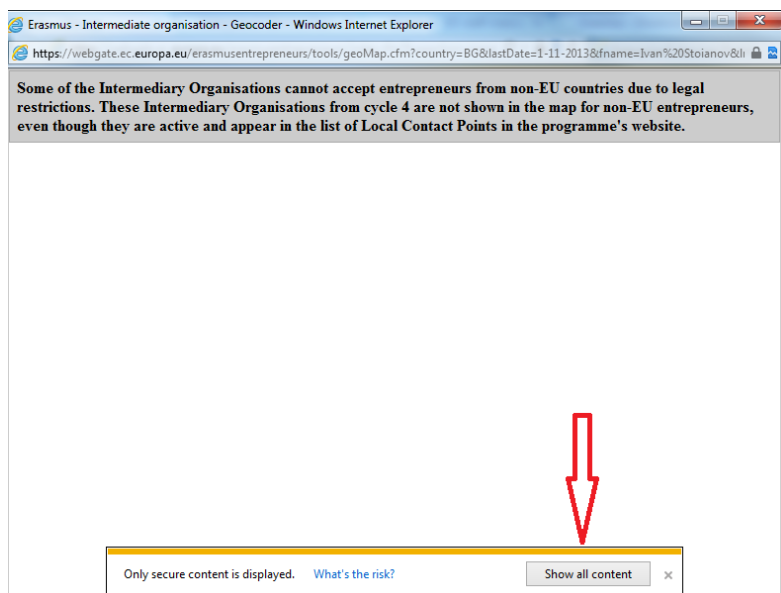 Erasmus - Intermediate organisation - Geocoder - Windows Internet Explorer
https://webgate.ec.europa.eu/erasmusentrepreneurs/tools/geoMap.cfm?country=BG&lastDate=1-11-2013&fname=Ivan%20Stoianov&l
Some of the Intermediary Organisations cannot accept entrepreneurs from non-EU countries due to legal
restrictions. These Intermediary Organisations from cycle 4 are not shown in the map for non-EU entrepreneurs,
even though they are active and appear in the list of Local Contact Points in the programme's website.
Only secure content is displayed. What's the risk? Show all content